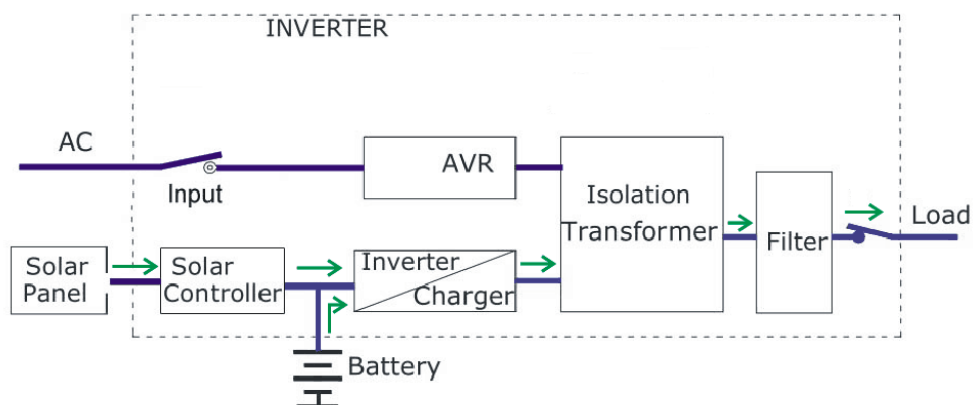 INVERTER
AC
Input
AVR
Isolation
Transformer
Filter
Load
Solar
Panel
Solar
Controller
Inverter
Charger
Battery